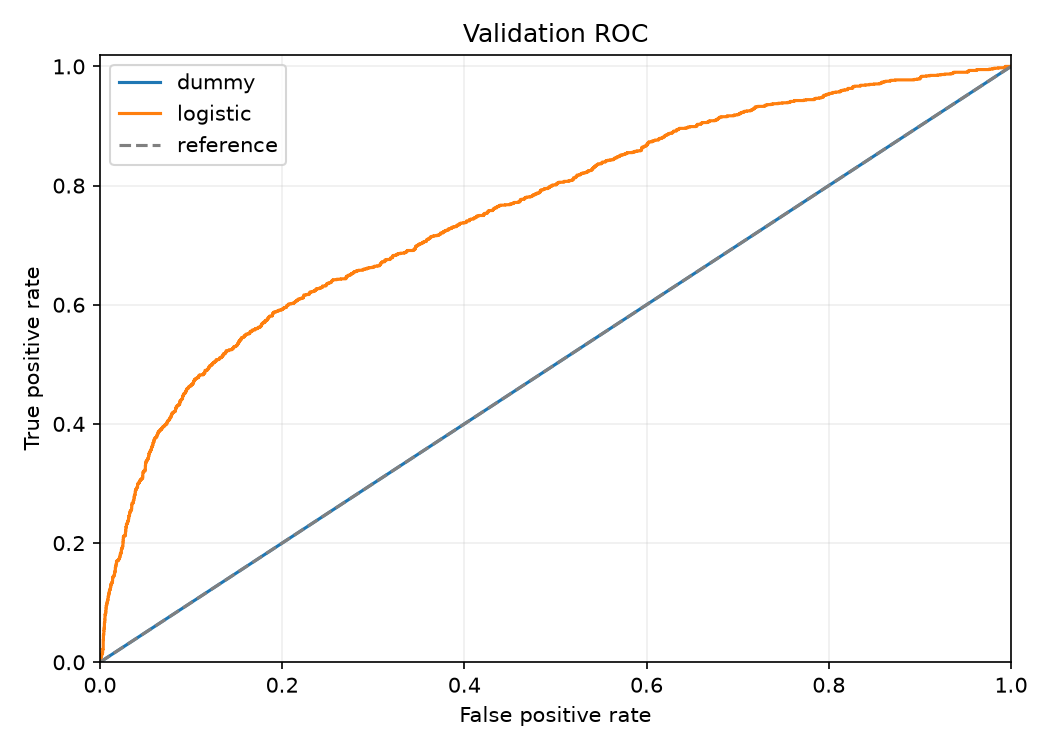 Validation ROC
dummy
logistic
reference
True positive rate
1.0
0.8
0.6
0.4
0.2
0.0
0.0 0.2 0.4 0.6 0.8 1.0
False positive rate